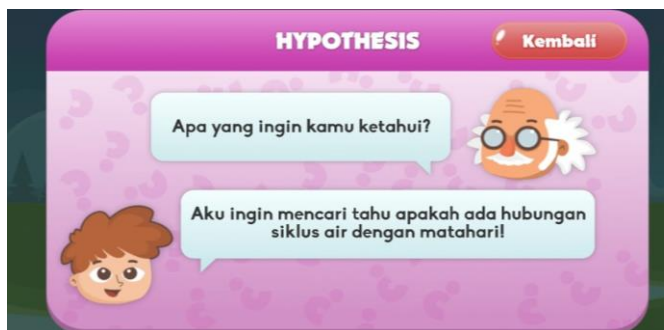 HYPOTHESIS
Kembali
Apa yang ingin kamu ketahui?
Aku ingin mencari tahu apakah ada hubungan
siklus air dengan matahari!